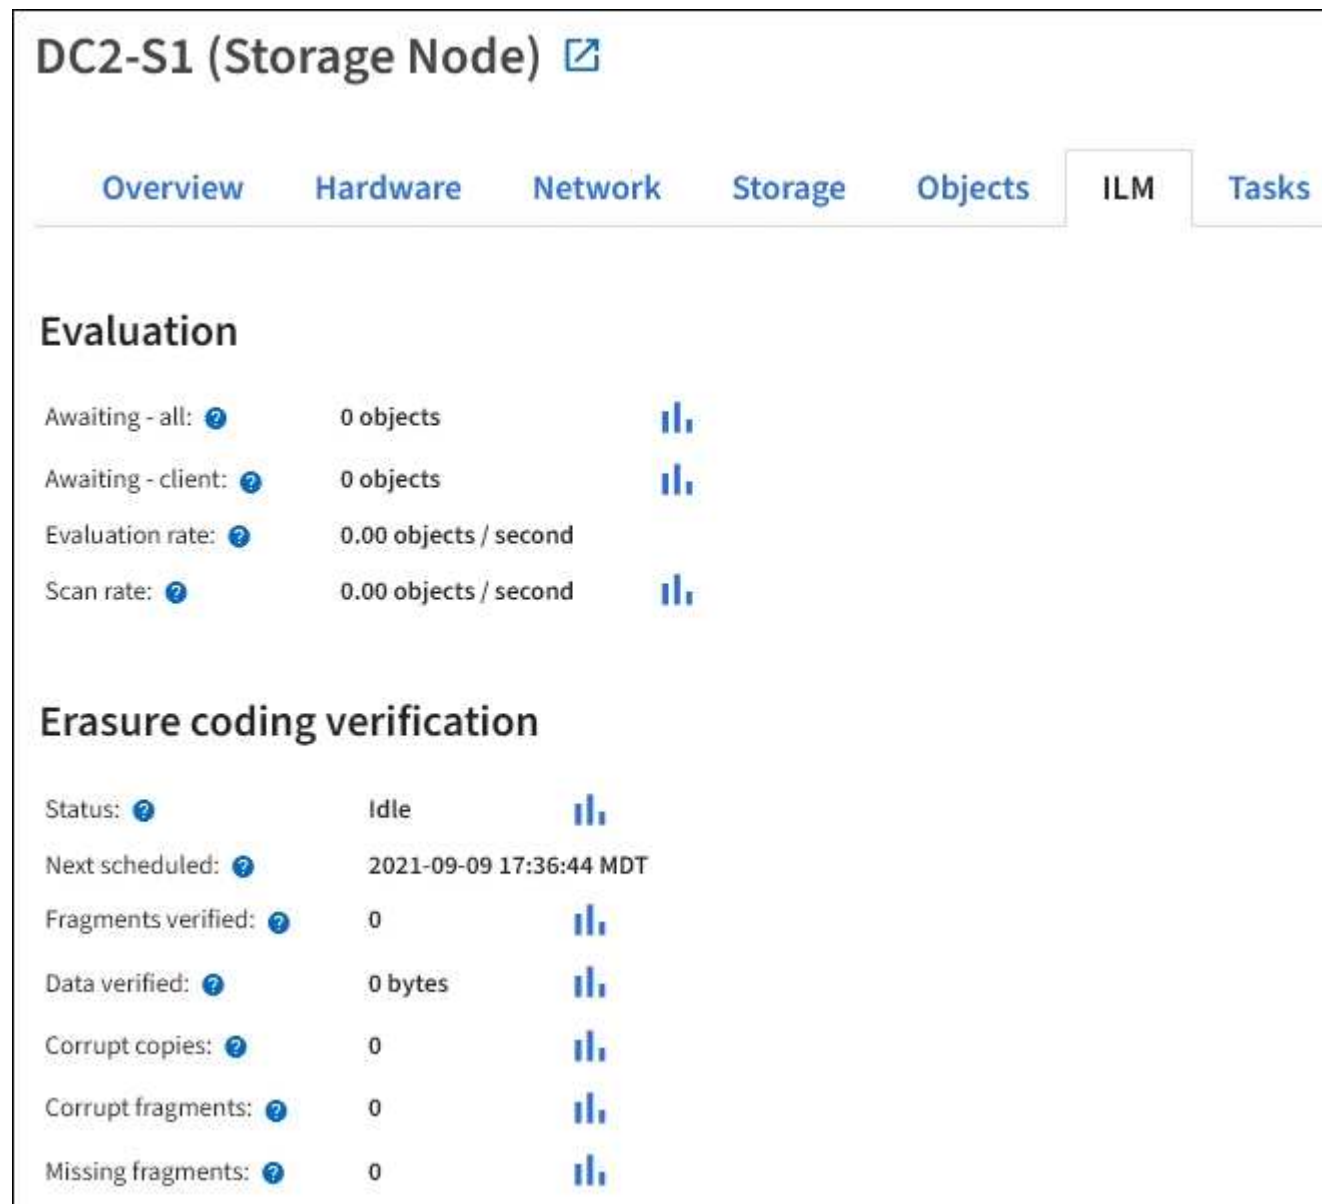 DC2-S1 (Storage Node)
Overview Hardware Network Storage Objects ILM Tasks
Evaluation
Awaiting - all: 0 objects
Awaiting - client: 0 objects
Evaluation rate: 0.00 objects / second
Scan rate: 0.00 objects / second
Erasure coding verification
Status: Idle
Next scheduled: 2021-09-09 17:36:44 MDT
Fragments verified: 0
Data verified: 0 bytes
Corrupt copies: 0
Corrupt fragments: 0
Missing fragments: 0